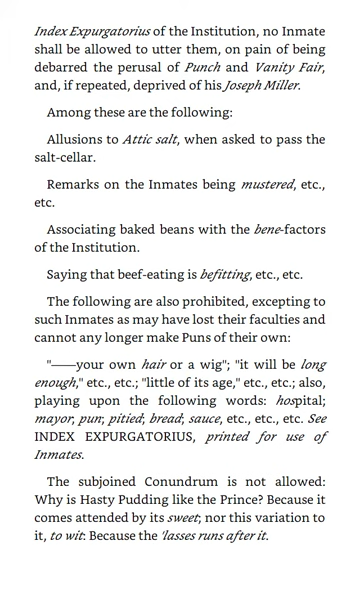 Index Expurgatorius of the Institution, no Inmate
shall be allowed to utter them, on pain of being
debarred the perusal of Punch and Vanity Fair,
and, if repeated, deprived of his Joseph Miller.
Among these are the following:
Allusions to Attic salt, when asked to pass the
salt-cellar.
Remarks on the Inmates being mustered, etc.,
etc.
Associating baked beans with the bene-factors
of the Institution.
Saying that beef-eating is befitting, etc., etc.
The following are also prohibited, excepting to
such Inmates as may have lost their faculties and
cannot any longer make Puns of their own:
"——your own hair or a wig"; "it will be long
enough," etc., etc.; "little of its age," etc., etc.; also,
playing upon the following words: hospital;
mayor; pun; pitied; bread; sauce, etc., etc., etc. See
INDEX EXPURGATORIUS, printed for use of
Inmates.
The subjoined Conundrum is not allowed:
Why is Hasty Pudding like the Prince? Because it
comes attended by its sweet; nor this variation to
it, to wit: Because the 'lasses runs after it.